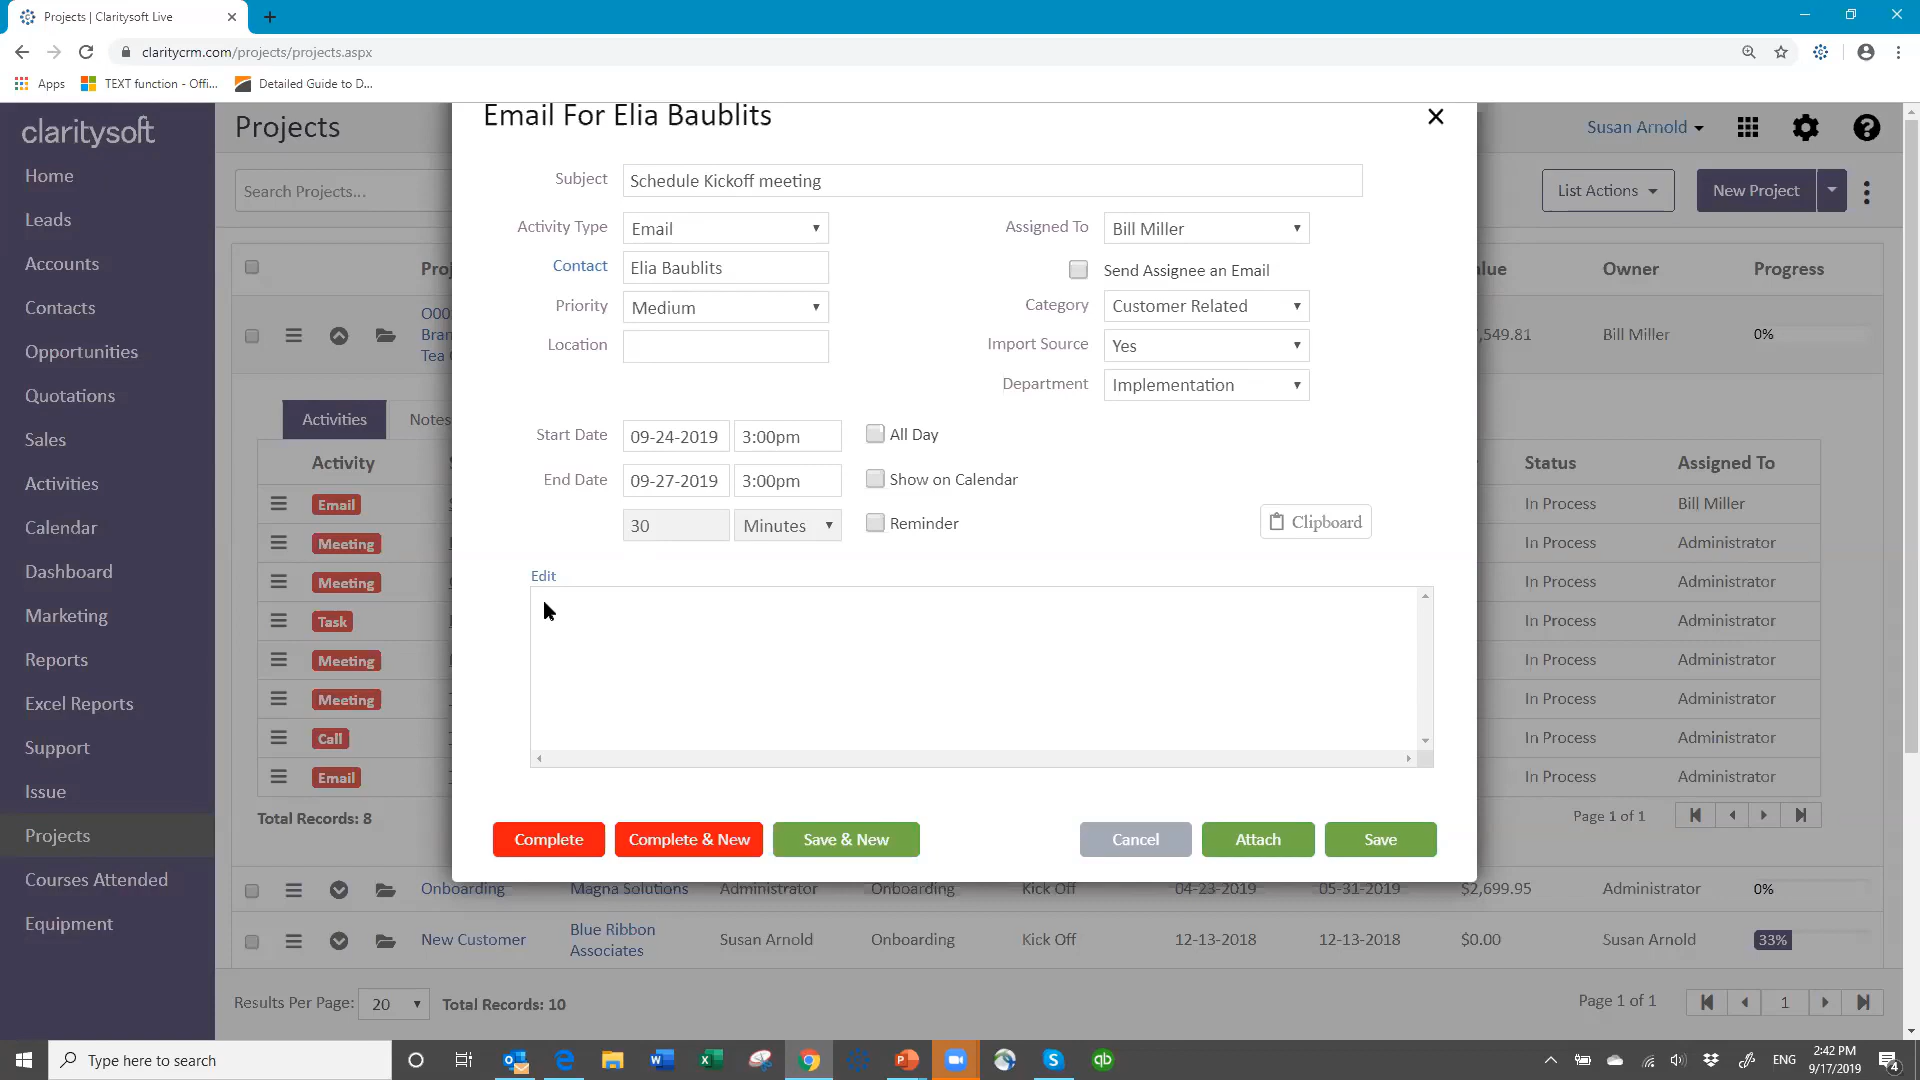 Projects | Claritysoft Live
claritycrm.com/projects/projects.aspx
Apps
TEXT function - Offi...
Detailed Guide to D...
claritysoft
Home
Leads
Accounts
Contacts
Opportunities
Quotations
Sales
Activities
Calendar
Dashboard
Marketing
Reports
Excel Reports
Support
Issue
Projects
Courses Attended
Equipment
Projects
Search Projects...
Susan Arnold
List Actions
New Project
Email For Elia Baublits
Subject Schedule Kickoff meeting
Activity Type Email
Assigned To Bill Miller
Contact Elia Baublits
Send Assignee an Email
Priority Medium
Category Customer Related
Location
Import Source Yes
Department Implementation
Start Date 09-24-2019 3:00pm All Day
End Date 09-27-2019 3:00pm Show on Calendar
30 Minutes Reminder
Clipboard
Edit
Complete
Complete & New
Save & New
Cancel
Attach
Save
Owner Progress
,549.81 Bill Miller 0%
Tea
Activities Notes
Activity
Status Assigned To
Email In Process Bill Miller
Meeting In Process Administrator
Meeting In Process Administrator
Task In Process Administrator
Meeting In Process Administrator
Meeting In Process Administrator
Call In Process Administrator
Email In Process Administrator
Total Records: 8
Page 1 of 1
Onboarding Magna Solutions Administrator Onboarding Kick Off 04-23-2019 05-31-2019 $2,699.95 Administrator 0%
New Customer Blue Ribbon Associates Susan Arnold Onboarding Kick Off 12-13-2018 12-13-2018 $0.00 Susan Arnold 33%
Results Per Page: 20 Total Records: 10
Page 1 of 1
1
Type here to search
ENG
2:42 PM
9/17/2019
4